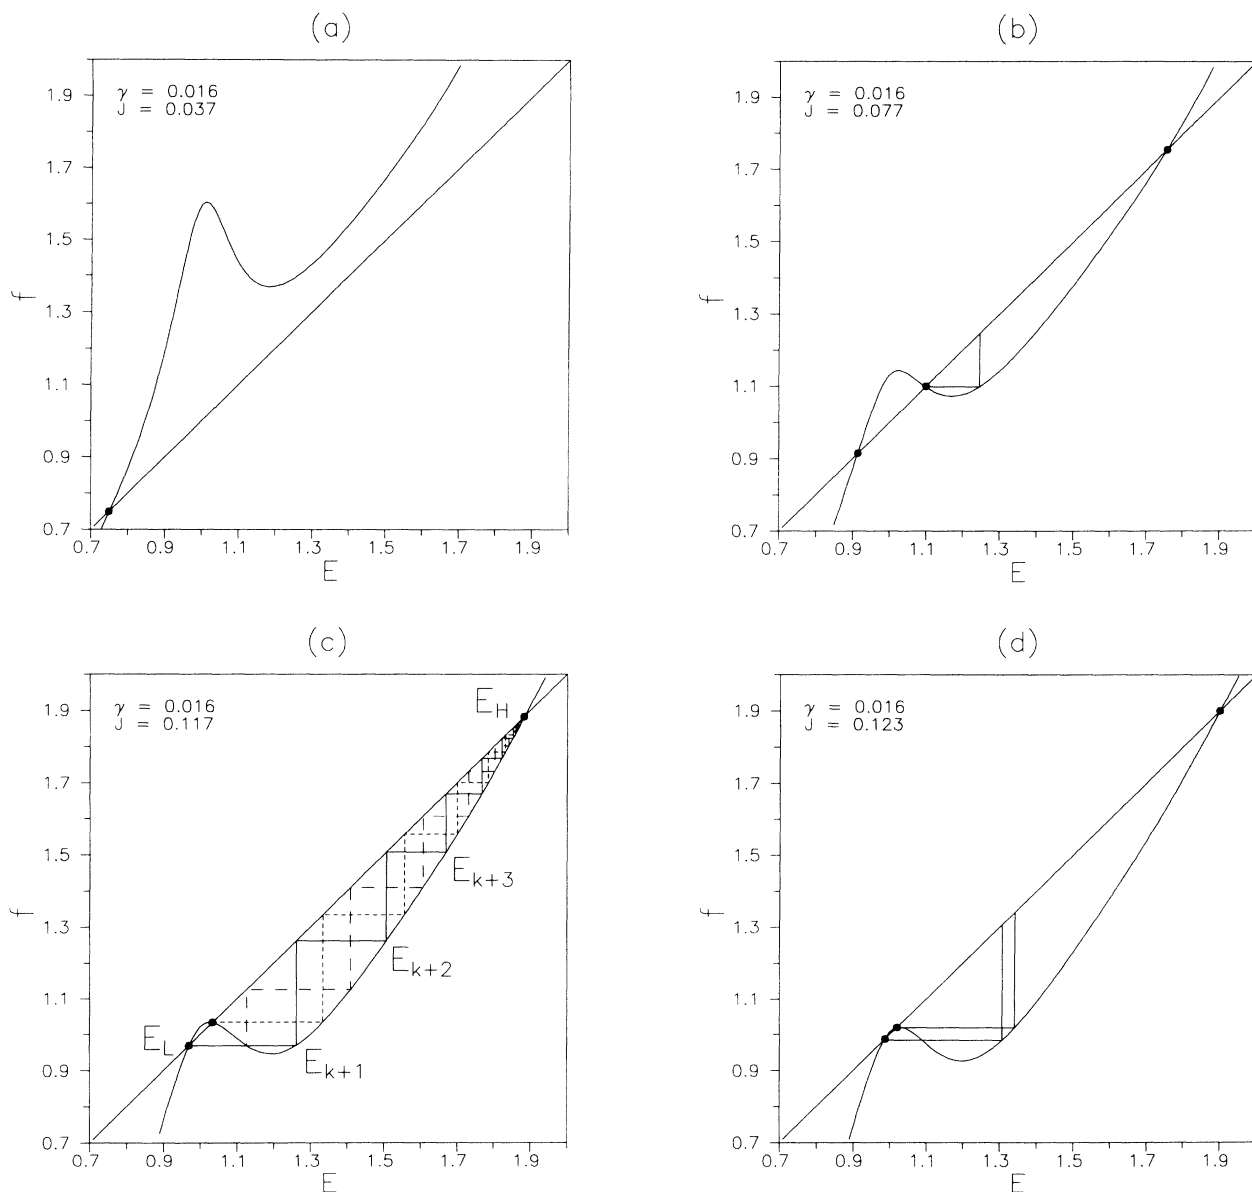 (a)
γ = 0.016
J = 0.037
f
1.9
1.7
1.5
1.3
1.1
0.9
0.7
0.7 0.9 1.1 1.3 1.5 1.7 1.9
E
(b)
γ = 0.016
J = 0.077
f
1.9
1.7
1.5
1.3
1.1
0.9
0.7
0.7 0.9 1.1 1.3 1.5 1.7 1.9
E
(c)
γ = 0.016
J = 0.117
E_H
E_L
E_{k+3}
E_{k+2}
E_{k+1}
f
1.9
1.7
1.5
1.3
1.1
0.9
0.7
0.7 0.9 1.1 1.3 1.5 1.7 1.9
E
(d)
γ = 0.016
J = 0.123
f
1.9
1.7
1.5
1.3
1.1
0.9
0.7
0.7 0.9 1.1 1.3 1.5 1.7 1.9
E